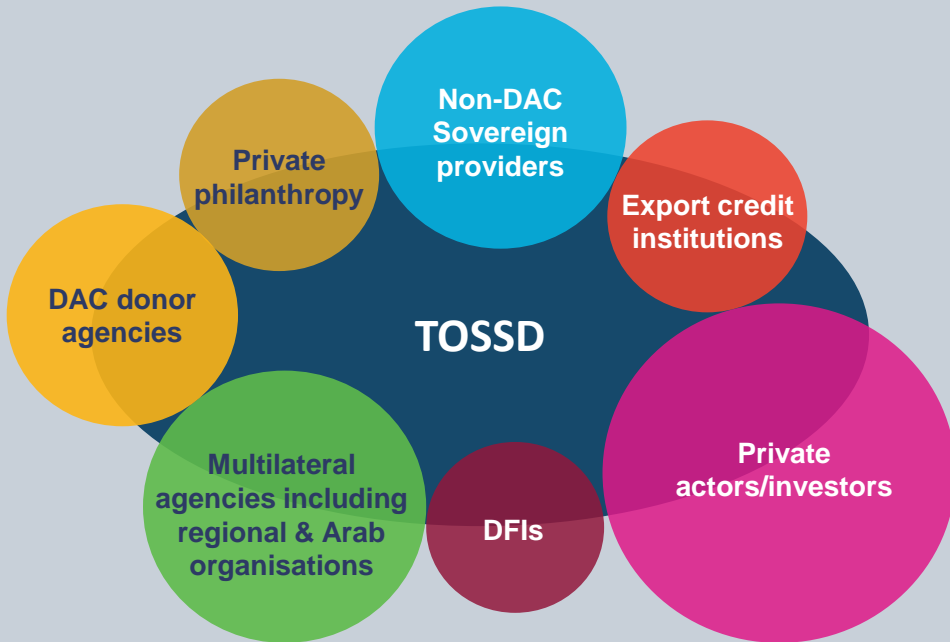 Non-DAC
Sovereign
providers
Private
philanthropy
Export credit
institutions
DAC donor
agencies
TOSSD
Private
actors/investors
Multilateral
agencies including
regional & Arab
organisations
DFIs